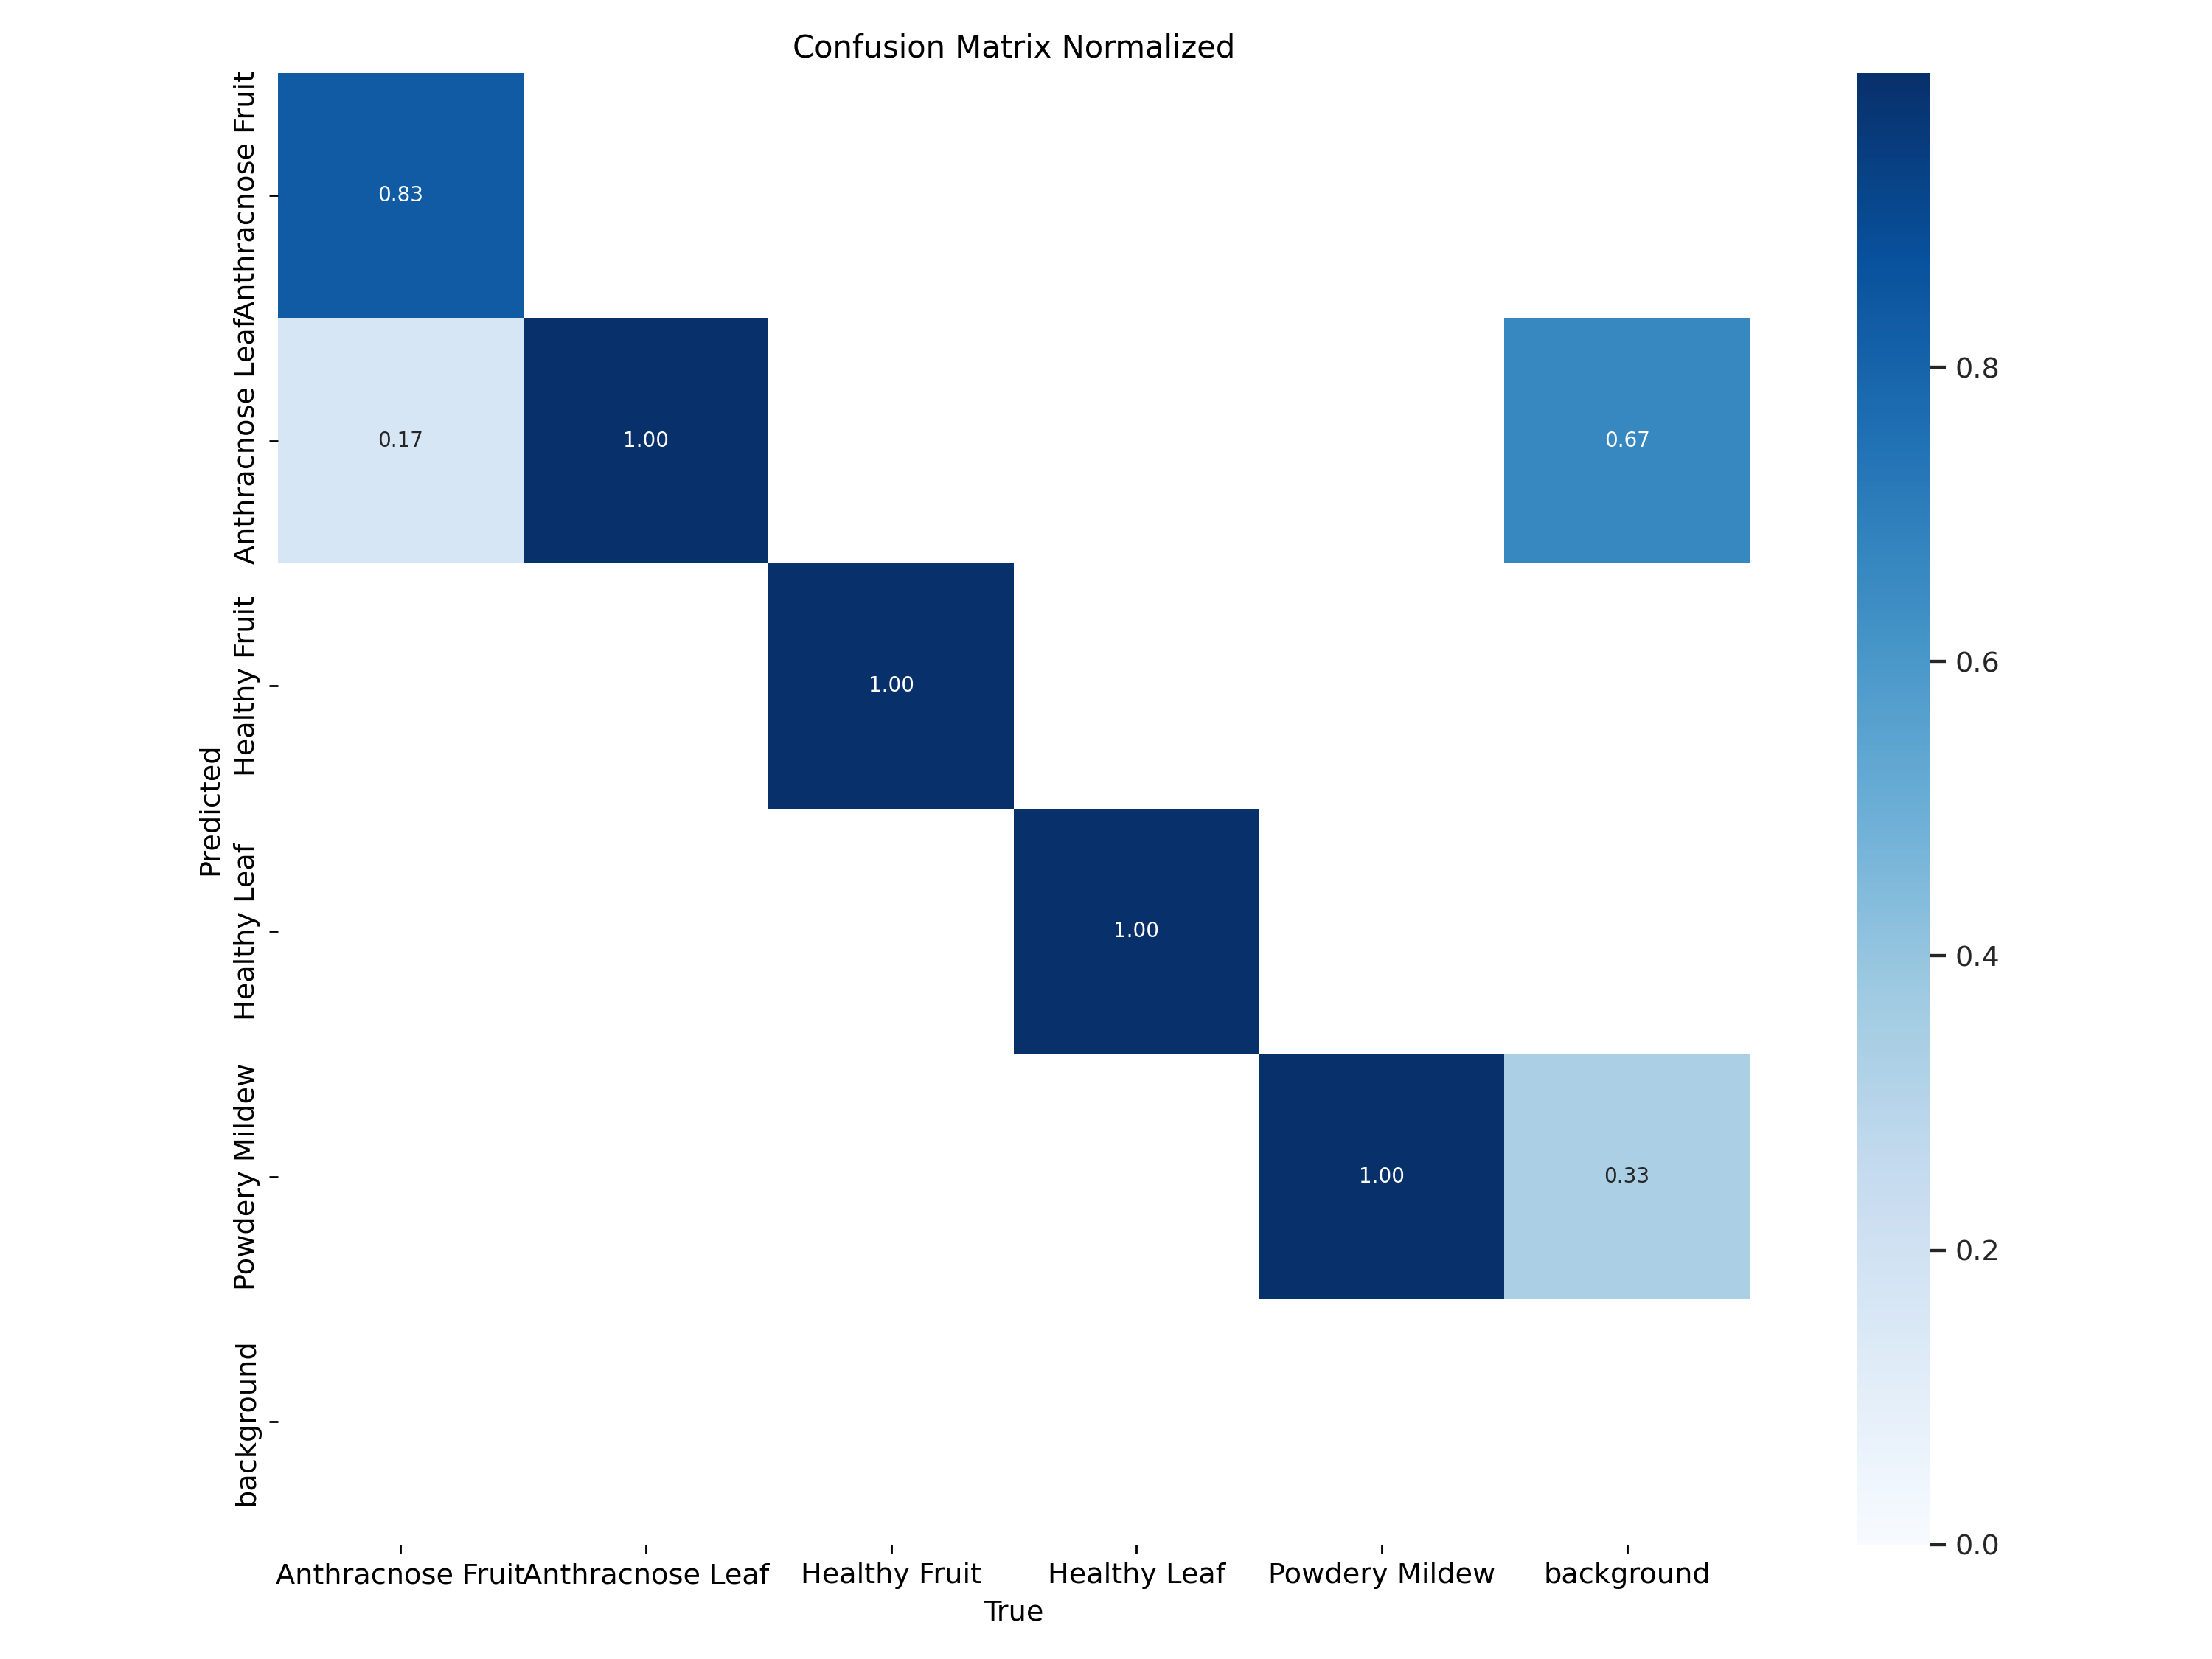 Confusion Matrix Normalized
Anthracnose Fruit
0.83
Anthracnose Leaf
0.17
1.00
0.67
Healthy Fruit
1.00
Healthy Leaf
1.00
Powdery Mildew
1.00
0.33
background
Predicted
Anthracnose Fruit
Anthracnose Leaf
Healthy Fruit
Healthy Leaf
Powdery Mildew
background
True
0.8
0.6
0.4
0.2
0.0